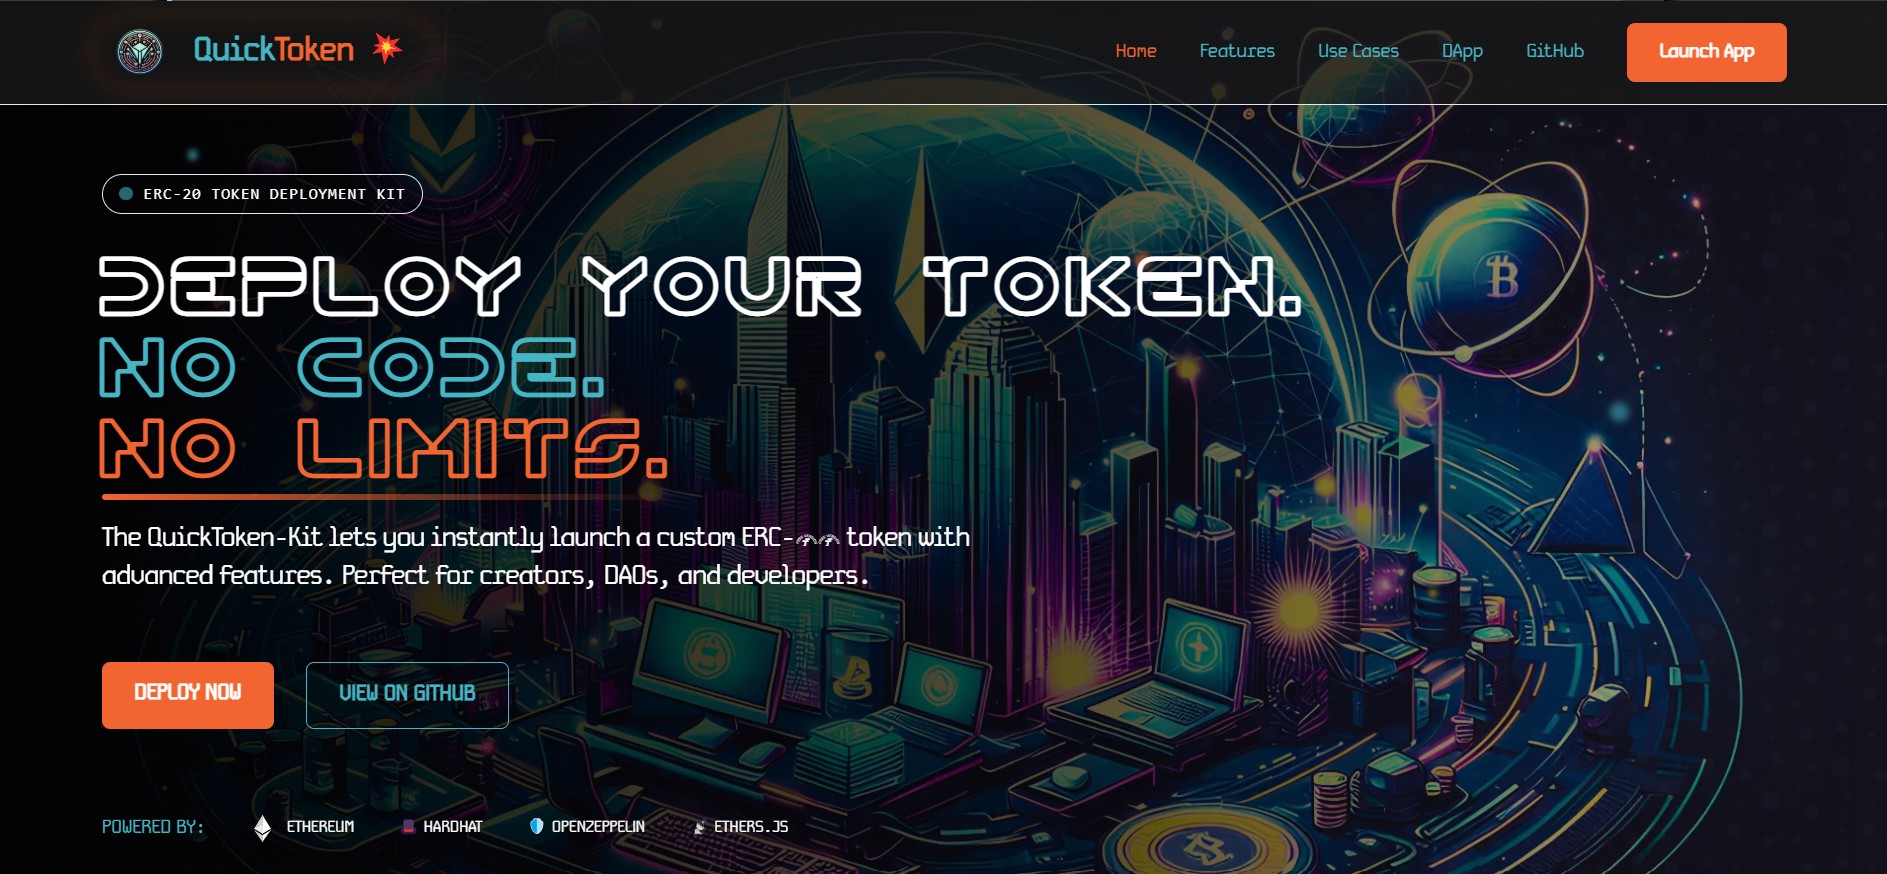 QuickToken
Home Features Use Cases DApp GitHub Launch App
ERC-20 TOKEN DEPLOYMENT KIT
DEPLOY YOUR TOKEN.
NO CODE.
NO LIMITS.
The QuickToken-Kit lets you instantly launch a custom ERC- token with
advanced features. Perfect for creators, DAOs, and developers.
DEPLOY NOW VIEW ON GITHUB
POWERED BY: ETHEREUM HARDHAT OPENZEPPELIN ETHERS.JS